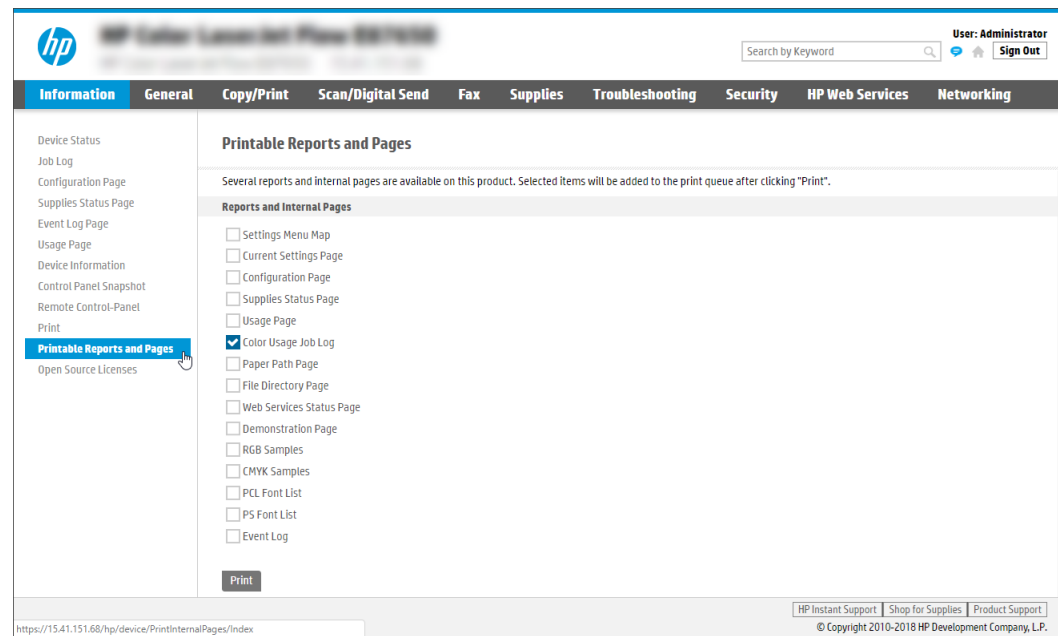 hp
User: Administrator
Search by Keyword
Sign Out
Information General Copy/Print Scan/Digital Send Fax Supplies Troubleshooting Security HP Web Services Networking
Device Status
Job Log
Configuration Page
Supplies Status Page
Event Log Page
Usage Page
Device Information
Control Panel Snapshot
Remote Control-Panel
Print
Printable Reports and Pages
Open Source Licenses
Printable Reports and Pages
Several reports and internal pages are available on this product. Selected items will be added to the print queue after clicking "Print".
Reports and Internal Pages
Settings Menu Map
Current Settings Page
Configuration Page
Supplies Status Page
Usage Page
Color Usage Job Log
Paper Path Page
File Directory Page
Web Services Status Page
Demonstration Page
RGB Samples
CMYK Samples
PCL Font List
PS Font List
Event Log
Print
HP Instant Support Shop for Supplies Product Support
https://15.41.151.68/hp/device/PrintInternalPages/Index
© Copyright 2010-2018 HP Development Company, L.P.